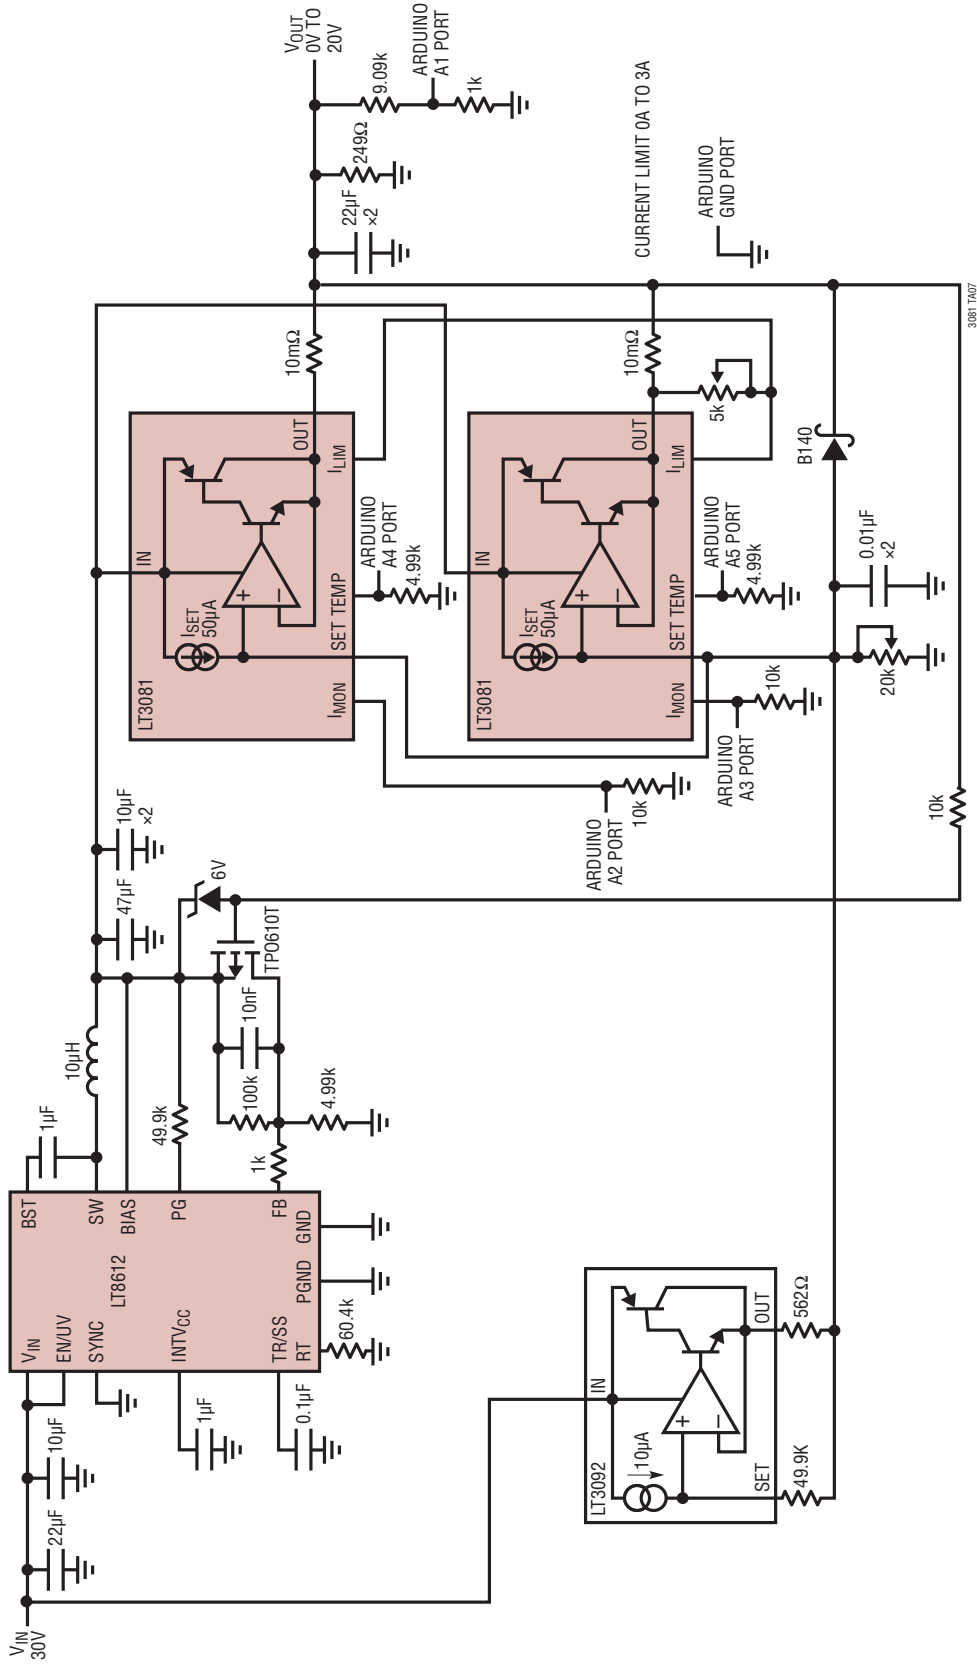 VIN
30V
22µF
10µF
VIN
EN/UV
SYNC
INTVCC
TR/SS
RT
LT8612
BST
SW
BIAS
PG
FB
PGND
GND
1µF
0.1µF
60.4k
1µF
10µH
49.9k
1k
100k
10nF
4.99k
TPO610T
6V
47µF
10µF
×2
LT3081
IN
ISET
50µA
+
–
OUT
IMON
SET
TEMP
ILIM
10mΩ
VOUT
0V TO
20V
22µF
×2
249Ω
9.09k
ARDUINO
A1 PORT
1k
ARDUINO
A4 PORT
4.99k
LT3081
IN
ISET
50µA
+
–
OUT
IMON
SET
TEMP
ILIM
10mΩ
CURRENT LIMIT 0A TO 3A
5k
ARDUINO
A5 PORT
4.99k
ARDUINO
GND PORT
ARDUINO
A2 PORT
10k
ARDUINO
A3 PORT
10k
B140
0.01µF
×2
20k
10k
LT3092
IN
10µA
+
–
SET
OUT
49.9K
562Ω
3081 TA07